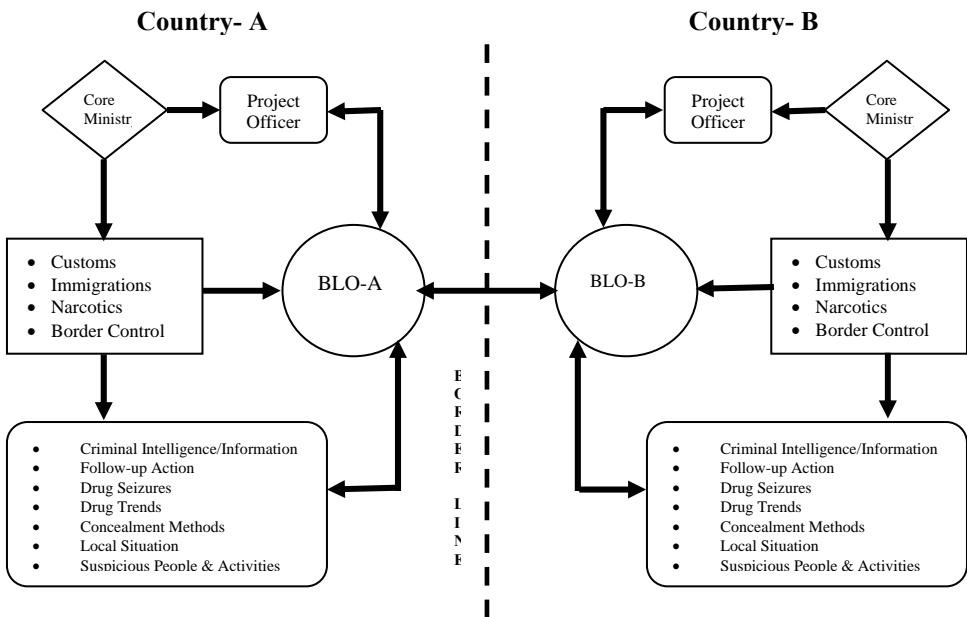 Country- A
Country- B
Core
Ministr
Project
Officer
Project
Officer
Core
Ministr
• Customs
• Immigrations
• Narcotics
• Border Control
BLO-A
BLO-B
• Customs
• Immigrations
• Narcotics
• Border Control
B
O
R
D
E
R
L
I
N
E
• Criminal Intelligence/Information
• Follow-up Action
• Drug Seizures
• Drug Trends
• Concealment Methods
• Local Situation
• Suspicious People & Activities
• Criminal Intelligence/Information
• Follow-up Action
• Drug Seizures
• Drug Trends
• Concealment Methods
• Local Situation
• Suspicious People & Activities